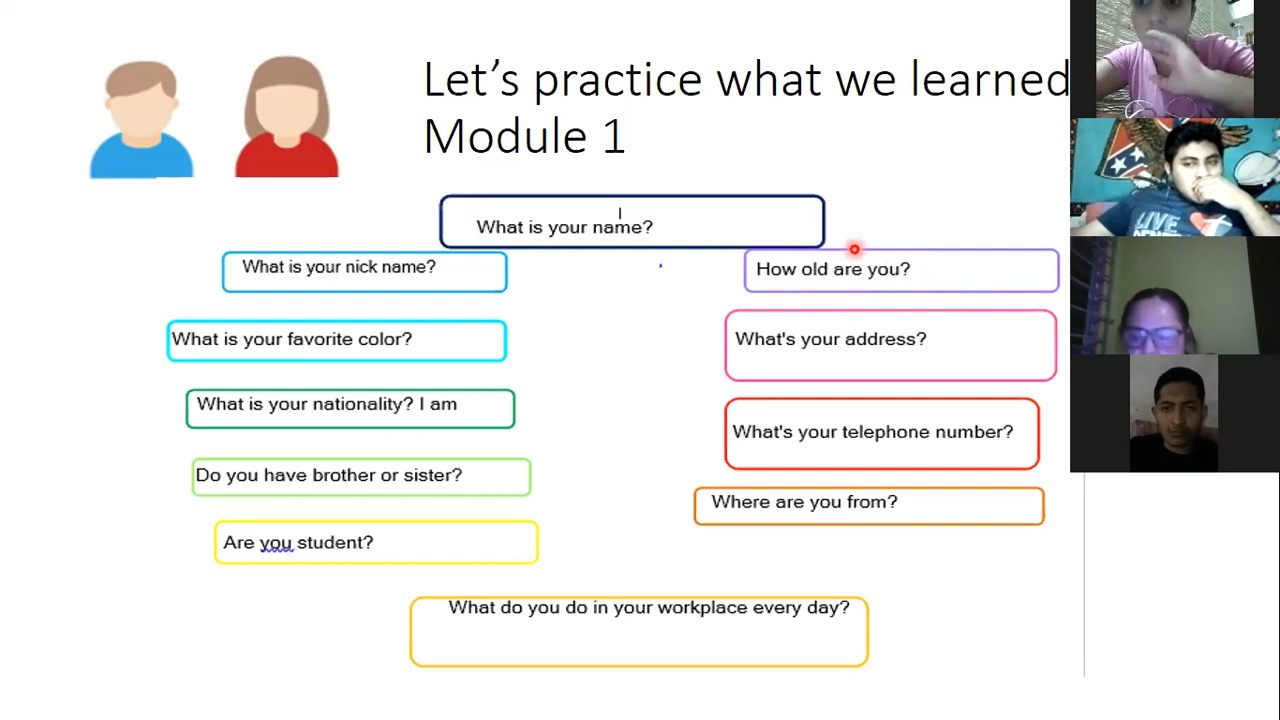 Let's practice what we learned
Module 1
What is your name?
What is your nick name?
How old are you?
What is your favorite color?
What's your address?
What is your nationality? I am
What's your telephone number?
Do you have brother or sister?
Where are you from?
Are you student?
What do you do in your workplace every day?
LIVE